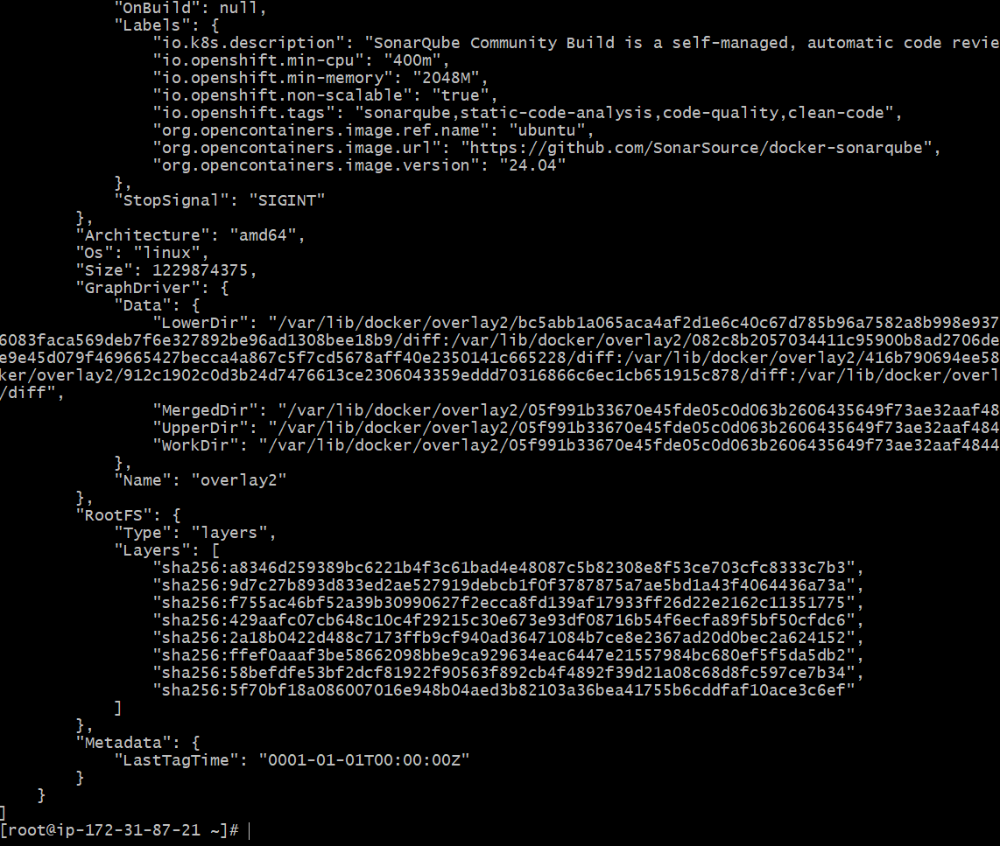 "OnBuild": null,
"Labels": {
"io.k8s.description": "SonarQube Community Build is a self-managed, automatic code revie
"io.openshift.min-cpu": "400m",
"io.openshift.min-memory": "2048M",
"io.openshift.non-scalable": "true",
"io.openshift.tags": "sonarqube,static-code-analysis,code-quality,clean-code",
"org.opencontainers.image.ref.name": "ubuntu",
"org.opencontainers.image.url": "https://github.com/SonarSource/docker-sonarqube",
"org.opencontainers.image.version": "24.04"
},
"StopSignal": "SIGINT"
},
"Architecture": "amd64",
"Os": "linux",
"Size": 1229874375,
"GraphDriver": {
"Data": {
"LowerDir": "/var/lib/docker/overlay2/bc5abb1a065aca4af2d1e6c40c67d785b96a7582a8b998e937
6083faca569deb7f6e327892be96ad1308bee18b9/diff:/var/lib/docker/overlay2/082c8b2057034411c95900b8ad2706de
e9e45d079f469665427becca4a867c5f7cd5678aff40e2350141c665228/diff:/var/lib/docker/overlay2/416b790694ee58
ker/overlay2/912c1902c0d3b24d7476613ce2306043359eddd70316866c6ec1cb651915c878/diff:/var/lib/docker/overl
/diff",
"MergedDir": "/var/lib/docker/overlay2/05f991b33670e45fde05c0d063b2606435649f73ae32aaf48
"UpperDir": "/var/lib/docker/overlay2/05f991b33670e45fde05c0d063b2606435649f73ae32aaf484
"WorkDir": "/var/lib/docker/overlay2/05f991b33670e45fde05c0d063b2606435649f73ae32aaf4844
},
"Name": "overlay2"
},
"RootFS": {
"Type": "layers",
"Layers": [
"sha256:a8346d259389bc6221b4f3c61bad4e48087c5b82308e8f53ce703cfc8333c7b3",
"sha256:9d7c27b893d833ed2ae527919debcb1f0f3787875a7ae5bd1a43f4064436a73a",
"sha256:f755ac46bf52a39b30990627f2ecca8fd139af17933ff26d22e2162c11351775",
"sha256:429aafc07cb648c10c4f29215c30e673e93df08716b54f6ecfa89f5bf50cfdc6",
"sha256:2a18b0422d488c7173ffb9cf940ad36471084b7ce8e2367ad20d0bec2a624152",
"sha256:ffef0aaaf3be58662098bbe9ca929634eac6447e21557984bc680ef5f5da5db2",
"sha256:58befdfe53bf2dcf81922f90563f892cb4f4892f39d21a08c68d8fc597ce7b34",
"sha256:5f70bf18a086007016e948b04aed3b82103a36bea41755b6cddfaf10ace3c6ef"
]
},
"Metadata": {
"LastTagTime": "0001-01-01T00:00:00Z"
}
}
]
[root@ip-172-31-87-21 ~]#